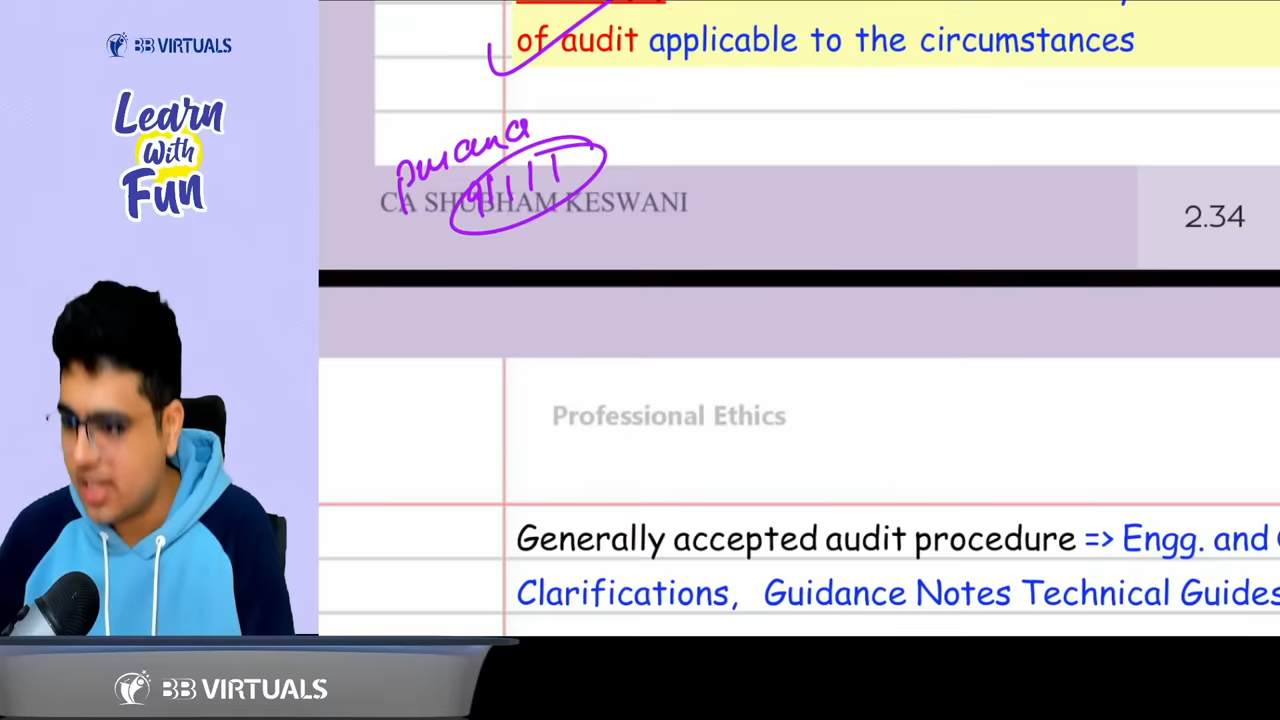 BB VIRTUALS
Learn
With
Fun
of audit applicable to the circumstances
CA SHUBHAM KESWANI
2.34
Professional Ethics
Generally accepted audit procedure => Engg. and
Clarifications, Guidance Notes Technical Guides
BB VIRTUALS